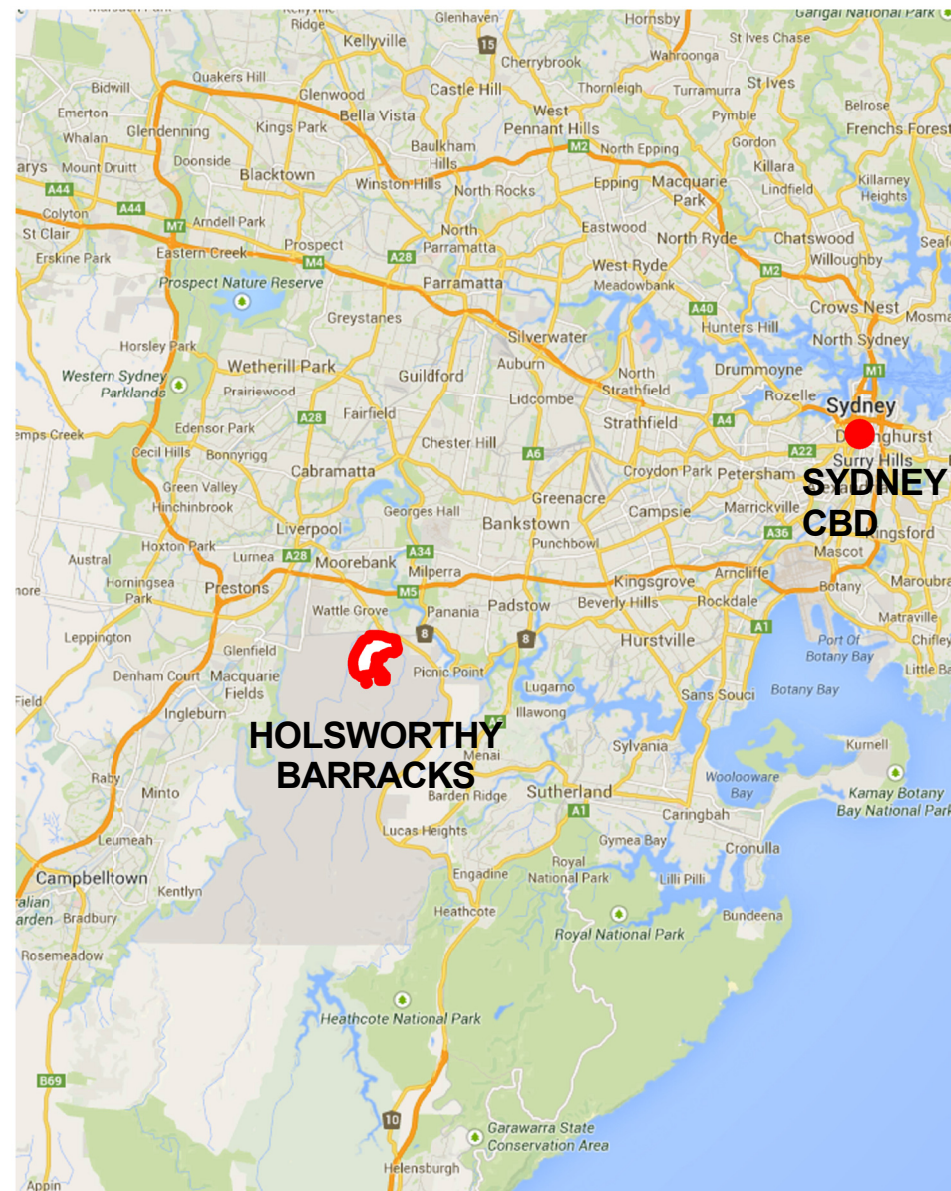 Ridge
Kellyville
Glenhaven
15
Cherrybrook
Hornsby
Wahroonga
Garigal National Park
St Ives Chase
Bidwill
Quakers Hill
Glenwood
Bella Vista
Castle Hill
Thornleigh
Turramurra
St Ives
Emerton
Whalan
Glendenning
Kings Park
West
Pennant Hills
Pymble
Belrose
Mount Druitt
Doonside
Blacktown
Baulkham
Hills
M2
North Epping
Gordon
Killara
A44
Winston Hills
North Rocks
Epping
Macquarie
Park
Lindfield
Killarney
Heights
Colyton
A44
M7
Arndell Park
North
Parramatta
Eastwood
North Ryde
Chatswood
Willoughby
St Clair
Erskine Park
Eastern Creek
Prospect
M4
A28
West Ryde
Meadowbank
M2
Prospect Nature Reserve
Greystanes
Parramatta
A40
Crows Nest
Hunters Hill
North Sydney
Horsley Park
Silverwater
Western Sydney
Parklands
Wetherill Park
Prairiewood
Guildford
Auburn
Lidcombe
North
Strathfield
Drummoyne
M1
Rozelle
Sydney
Edensor Park
A28
Fairfield
Strathfield
A4
Cecil Hills
Bonnyrigg
Chester Hill
A6
A22
Surry Hills
Green Valley
Hinchinbrook
Cabramatta
Georges Hall
Greenacre
Croydon Park
Petersham
SYDNEY
CBD
Liverpool
Bankstown
Campsie
Marrickville
Punchbowl
A36
Mascot
Austral
Hoxton Park
Lurnea
A28
Moorebank
A34
Milperra
Kingsgrove
Arncliffe
Botany
Horningsea
Park
Prestons
M5
Wattle Grove
Panania
Padstow
Beverly Hills
Rockdale
Matraville
Leppington
Glenfield
8
8
Hurstville
A1
Port Of
Botany Bay
Denham Court
Macquarie
Fields
Picnic Point
Lugarno
Sans Souci
Botany Bay
Ingleburn
Illawong
HOLSWORTHY
BARRACKS
Menai
Sylvania
Kurnell
Raby
Minto
Barden Ridge
Sutherland
Woolooware
Bay
Kamay Botany
Bay National Park
A1
Caringbah
Leumeah
Lucas Heights
Gymea Bay
Cronulla
Campbelltown
Kentlyn
Engadine
Royal
National Park
Lilli Pilli
Bradbury
Heathcote
Bundeena
Royal National Park
Rosemeadow
Heathcote National Park
B69
10
Garawarra State
Conservation Area
Helensburgh
Appin